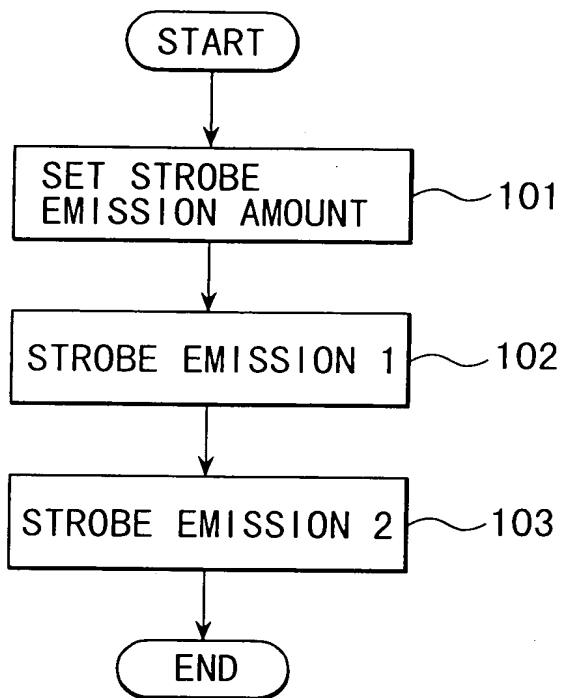 START
SET STROBE
EMISSION AMOUNT
101
STROBE EMISSION 1
102
STROBE EMISSION 2
103
END